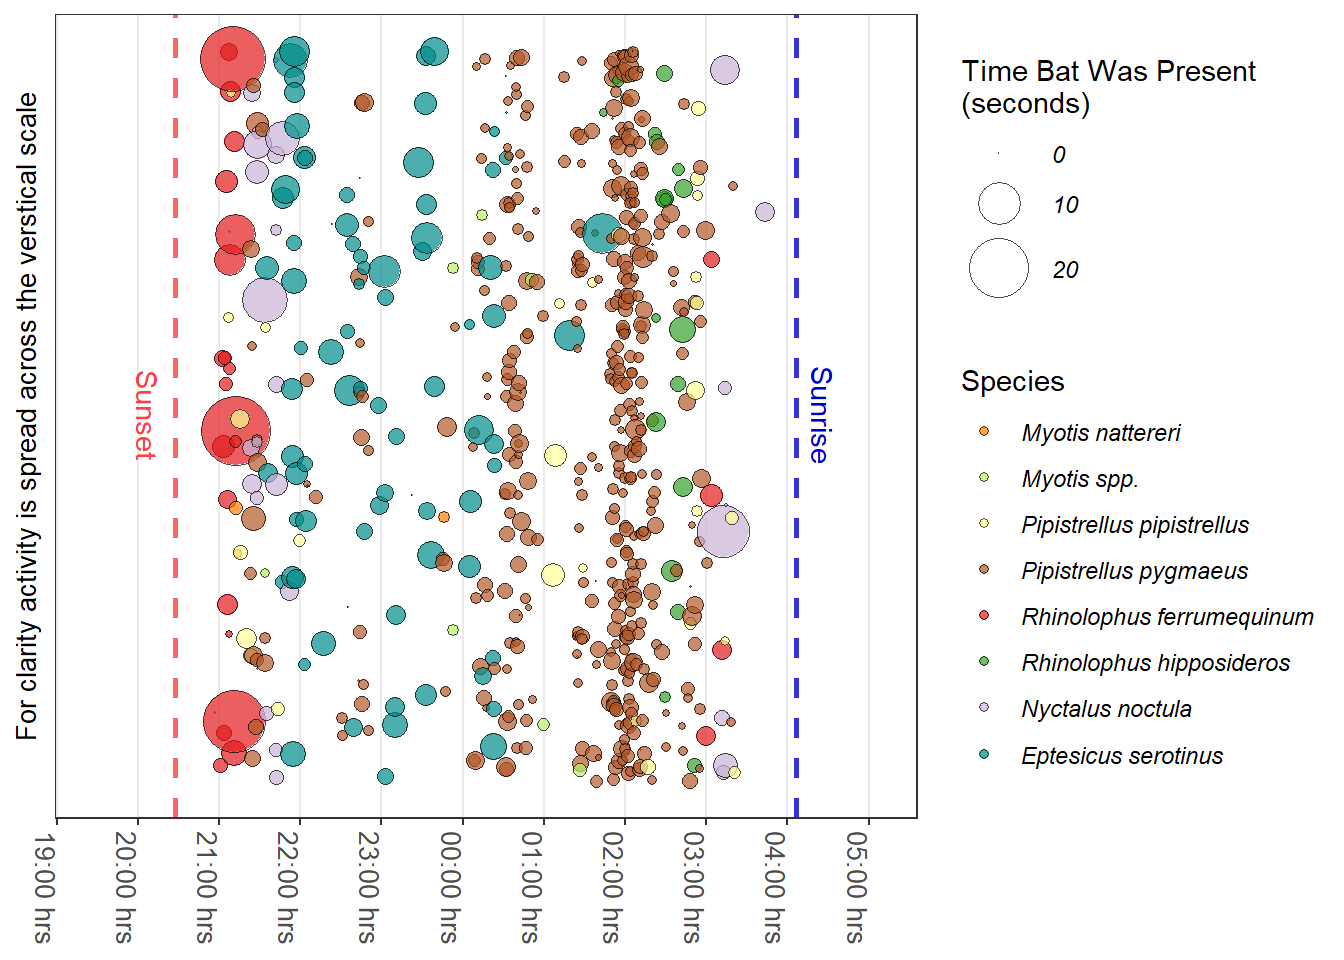 For clarity activity is spread across the verstical scale
Sunset
Sunrise
19:00 hrs
20:00 hrs
21:00 hrs
22:00 hrs
23:00 hrs
00:00 hrs
01:00 hrs
02:00 hrs
03:00 hrs
04:00 hrs
05:00 hrs
Time Bat Was Present
(seconds)
0
10
20
Species
Myotis nattereri
Myotis spp.
Pipistrellus pipistrellus
Pipistrellus pygmaeus
Rhinolophus ferrumequinum
Rhinolophus hipposideros
Nyctalus noctula
Eptesicus serotinus